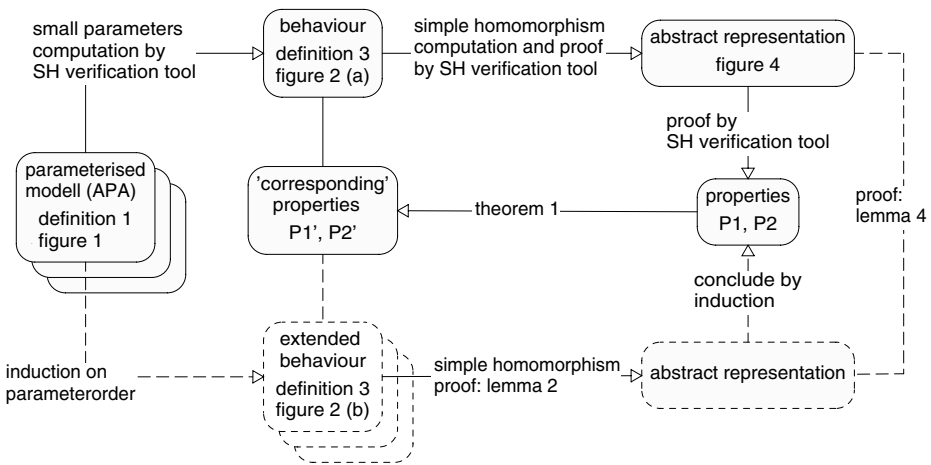 small parameters
computation by
SH verification tool
behaviour
definition 3
figure 2 (a)
simple homomorphism
computation and proof
by SH verification tool
abstract representation
figure 4
proof by
SH verification tool
parameterised
modell (APA)
definition 1
figure 1
'corresponding'
properties
P1', P2'
theorem 1
properties
P1, P2
proof:
lemma 4
conclude by
induction
induction on
parameterorder
extended
behaviour
definition 3
figure 2 (b)
simple homomorphism
proof: lemma 2
abstract representation